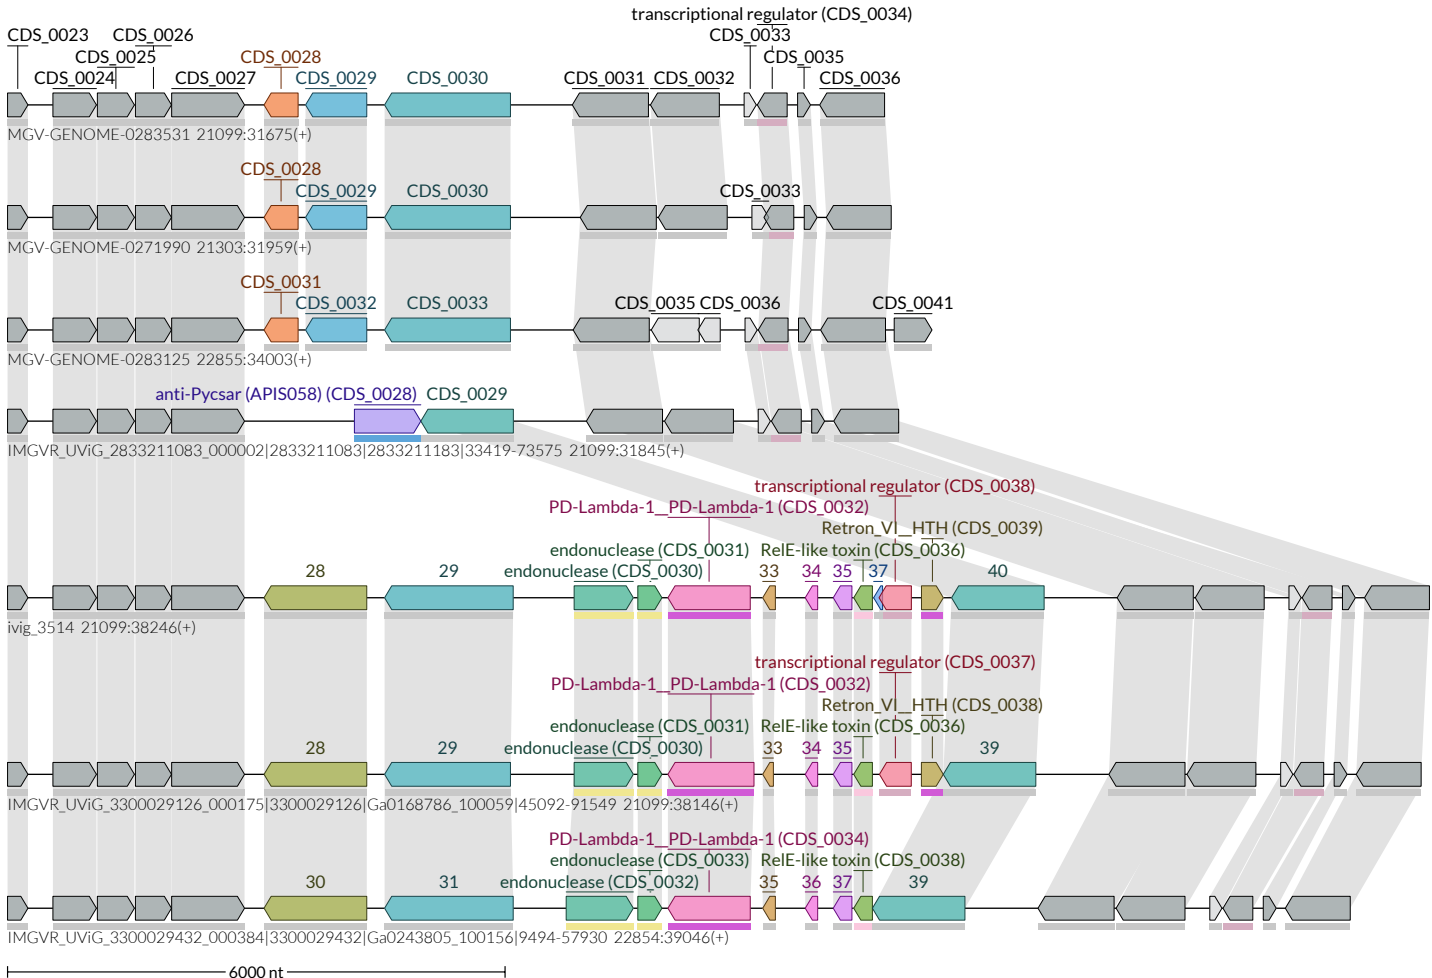 transcriptional regulator (CDS_0034)
CDS_0023 CDS_0026 CDS_0033
CDS_0025 CDS_0028 CDS_0035
CDS_0024 CDS_0027 CDS_0029 CDS_0030 CDS_0031 CDS_0032 CDS_0036
MGV-GENOME-0283531 21099:31675(+)
CDS_0028
CDS_0029 CDS_0030 CDS_0033
MGV-GENOME-0271990 21303:31959(+)
CDS_0031
CDS_0032 CDS_0033 CDS_0035 CDS_0036 CDS_0041
MGV-GENOME-0283125 22855:34003(+)
anti-Pycsar (APIS058) (CDS_0028) CDS_0029
IMGVR_UViG_2833211083_000002|2833211083|2833211183|33419-73575 21099:31845(+)
transcriptional regulator (CDS_0038)
PD-Lambda-1__PD-Lambda-1 (CDS_0032)
Retron_VI__HTH (CDS_0039)
endonuclease (CDS_0031) RelE-like toxin (CDS_0036)
28 29 endonuclease (CDS_0030) 33 34 35 37 40
ivig_3514 21099:38246(+)
transcriptional regulator (CDS_0037)
PD-Lambda-1__PD-Lambda-1 (CDS_0032)
Retron_VI__HTH (CDS_0038)
endonuclease (CDS_0031) RelE-like toxin (CDS_0036)
28 29 endonuclease (CDS_0030) 33 34 35 39
IMGVR_UViG_3300029126_000175|3300029126|Ga0168786_100059|45092-91549 21099:38146(+)
PD-Lambda-1__PD-Lambda-1 (CDS_0034)
endonuclease (CDS_0033) RelE-like toxin (CDS_0038)
30 31 endonuclease (CDS_0032) 35 36 37 39
IMGVR_UViG_3300029432_000384|3300029432|Ga0243805_100156|9494-57930 22854:39046(+)
6000 nt